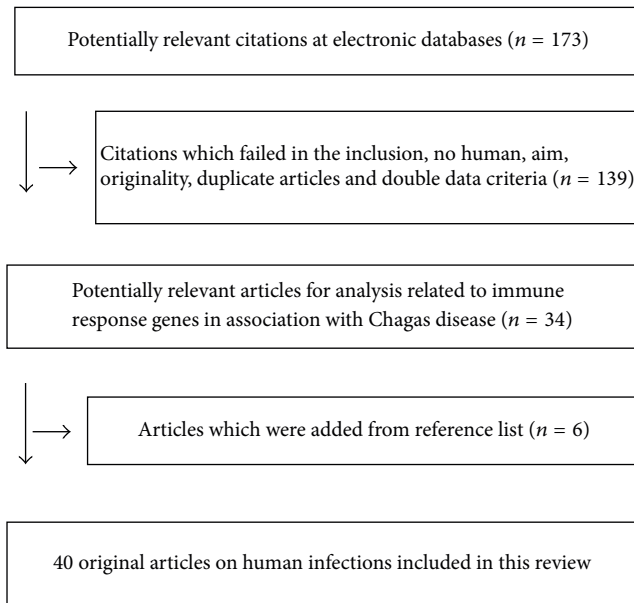 Potentially relevant citations at electronic databases (n = 173)
Citations which failed in the inclusion, no human, aim,
originality, duplicate articles and double data criteria (n = 139)
Potentially relevant articles for analysis related to immune
response genes in association with Chagas disease (n = 34)
Articles which were added from reference list (n = 6)
40 original articles on human infections included in this review